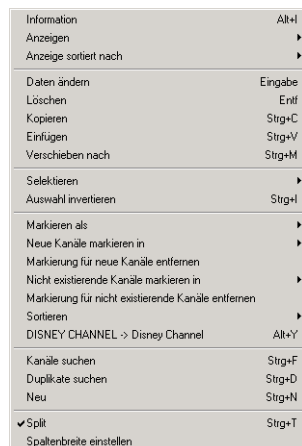 Information Alt+I
Anzeigen
Anzeige sortiert nach
Daten ändern Eingabe
Löschen Entf
Kopieren Strg+C
Einfügen Strg+V
Verschieben nach Strg+M
Selektieren
Auswahl invertieren Strg+I
Markieren als
Neue Kanäle markieren in
Markierung für neue Kanäle entfernen
Nicht existierende Kanäle markieren in
Markierung für nicht existierende Kanäle entfernen
Sortieren
DISNEY CHANNEL -> Disney Channel Alt+Y
Kanäle suchen Strg+F
Duplikate suchen Strg+D
Neu Strg+N
Split Strg+T
Spaltenbreite einstellen